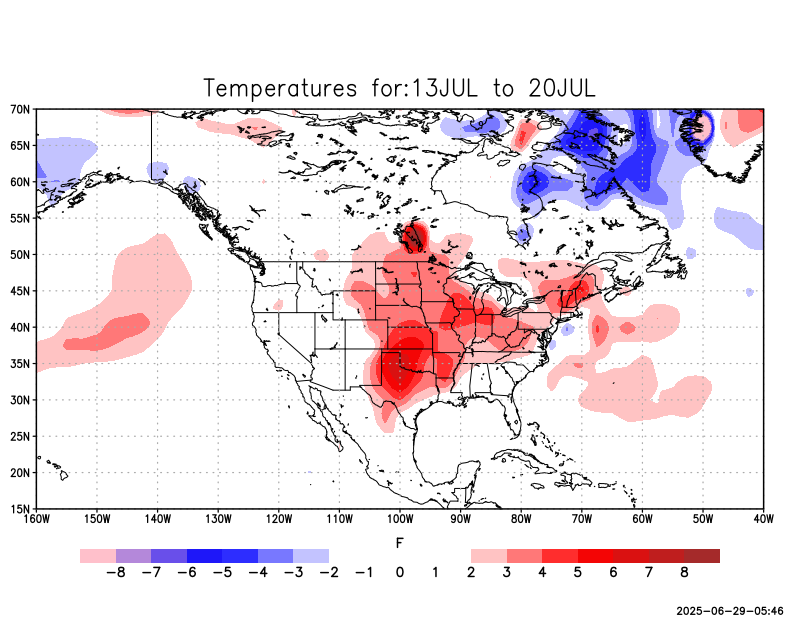 Temperatures for:13JUL to 20JUL
70N
65N
60N
55N
50N
45N
40N
35N
30N
25N
20N
15N
160W 150W 140W 130W 120W 110W 100W 90W 80W 70W 60W 50W 40W
F
-8 -7 -6 -5 -4 -3 -2 -1 0 1 2 3 4 5 6 7 8
2025-06-29-05:46